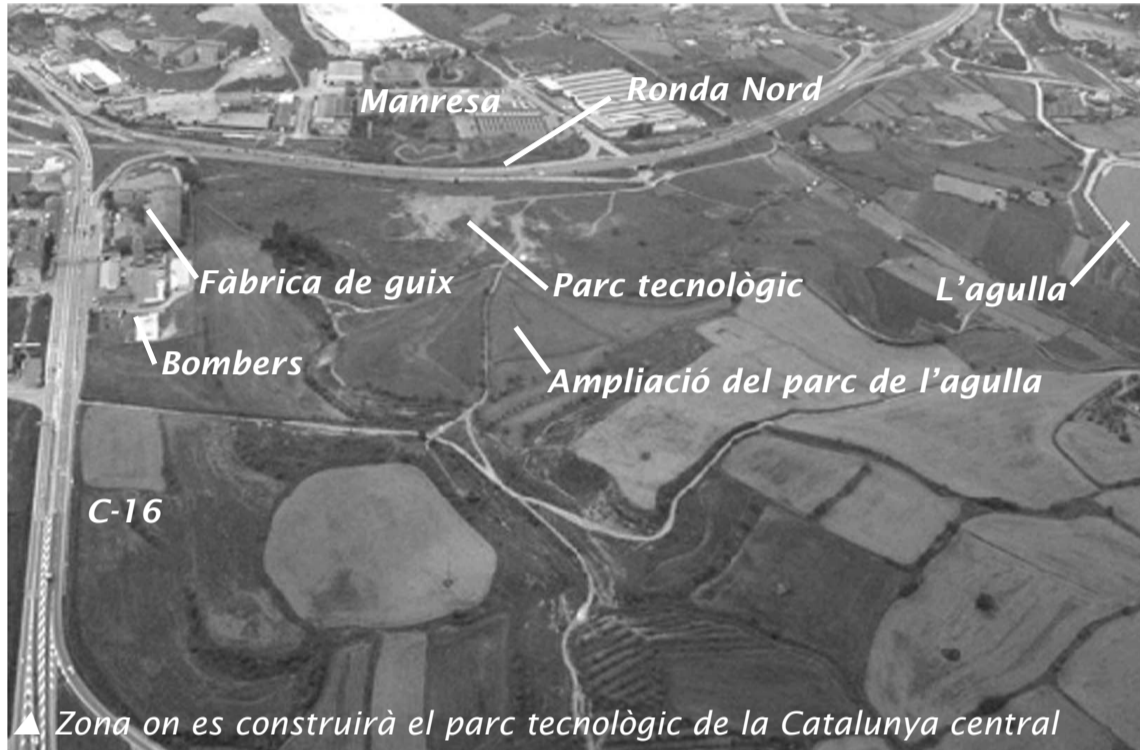 Ronda Nord
Manresa
Fàbrica de guix
Parc tecnològic
L'agulla
Bombers
Ampliació del parc de l'agulla
C-16
▲ Zona on es construirà el parc tecnològic de la Catalunya central